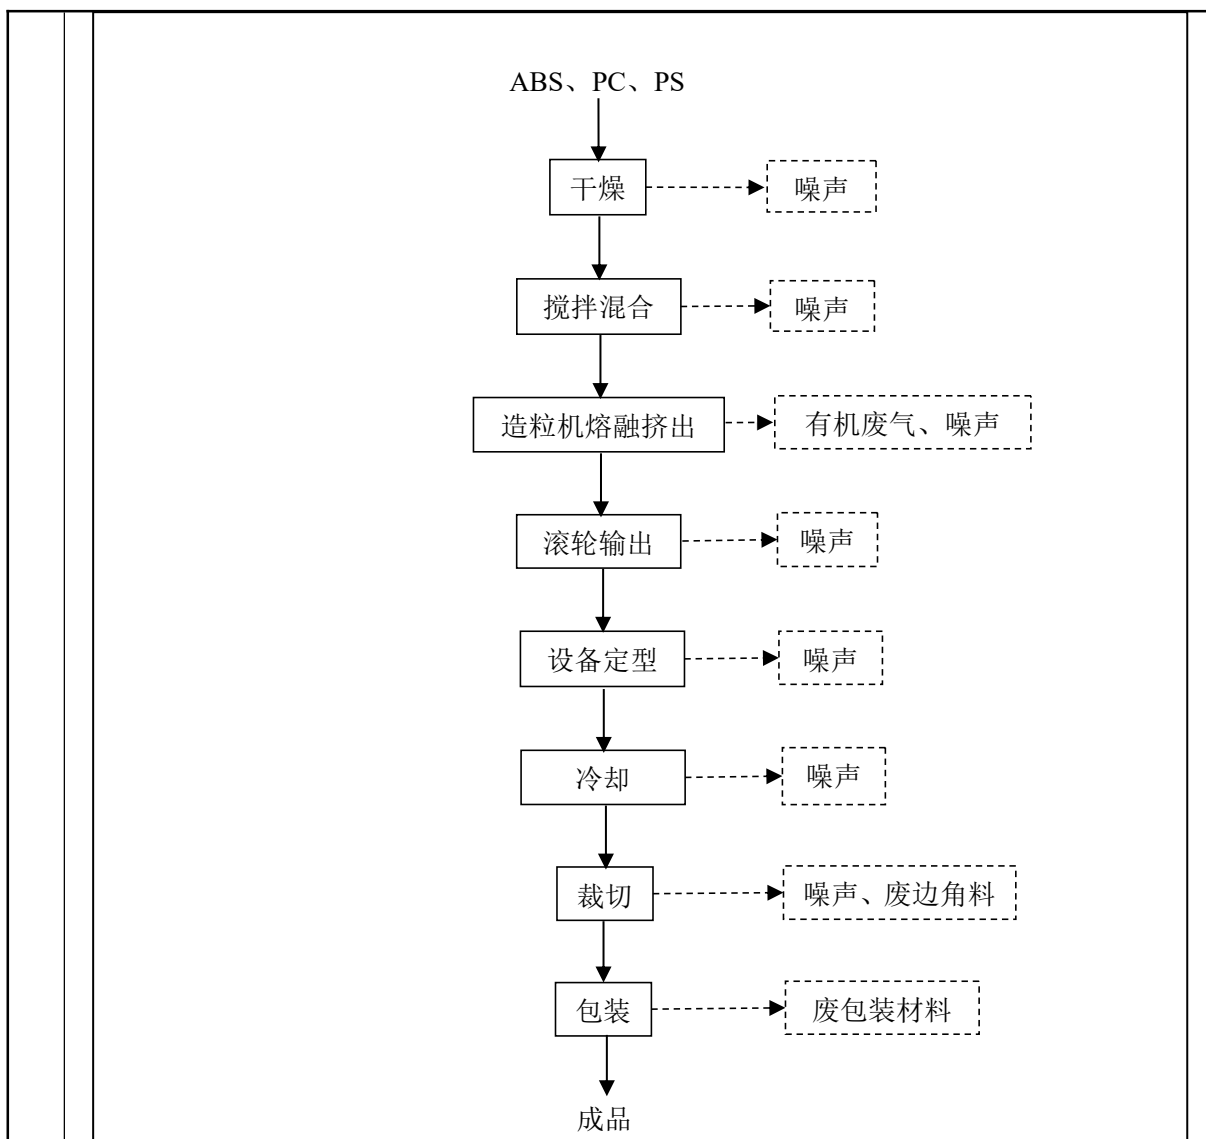 ABS、PC、PS
干燥
噪声
搅拌混合
噪声
造粒机熔融挤出
有机废气、噪声
滚轮输出
噪声
设备定型
噪声
冷却
噪声
裁切
噪声、废边角料
包装
废包装材料
成品